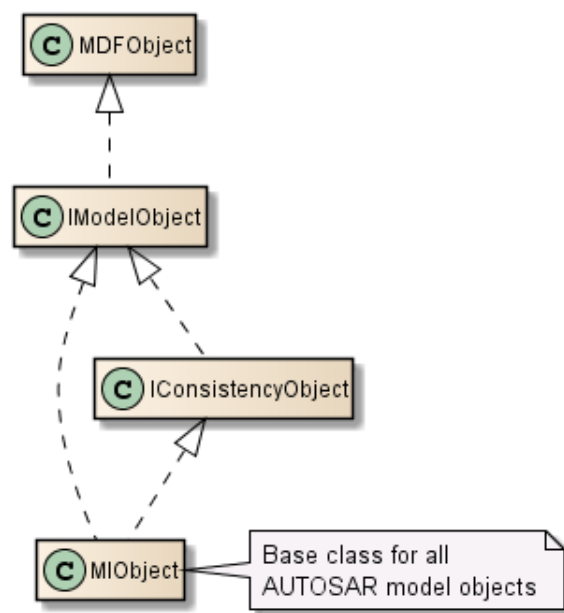 C MDFObject
C IModelObject
C IConsistencyObject
C MIObject
Base class for all
AUTOSAR model objects